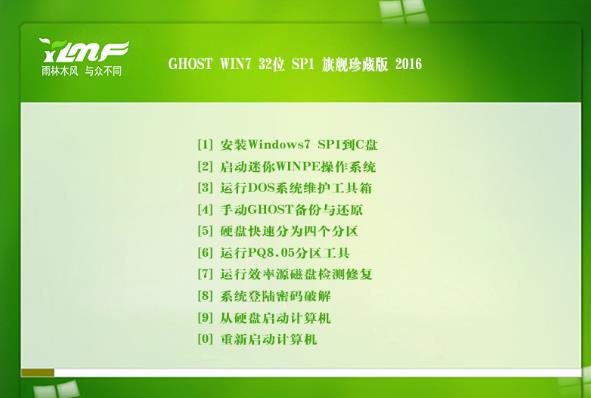 YLMF
GHOST WIN7 32位 SP1 旗舰珍藏版 2016
雨林木风 与众不同
[1] 安装Windows7 SP1到C盘
[2] 启动迷你WINPE操作系统
[3] 运行DOS系统维护工具箱
[4] 手动GHOST备份与还原
[5] 硬盘快速分为四个分区
[6] 运行PQ8.05分区工具
[7] 运行效率源磁盘检测修复
[8] 系统登陆密码破解
[9] 从硬盘启动计算机
[0] 重新启动计算机